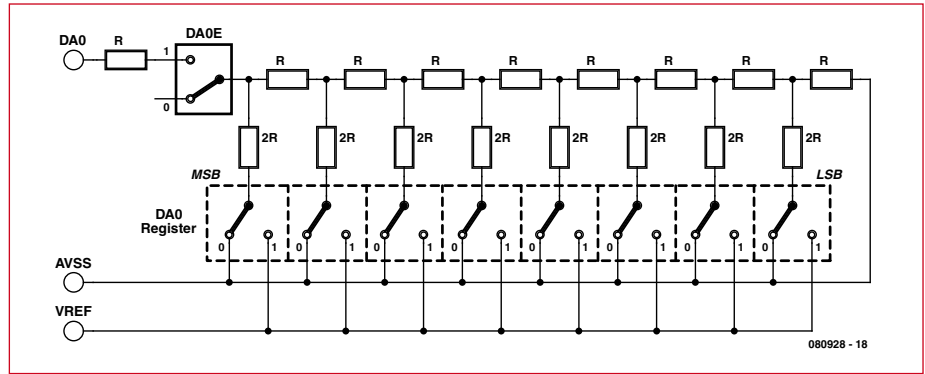 DA0E
DA0 R 1 R R R R R R R R
0
2R 2R 2R 2R 2R 2R 2R 2R
MSB LSB
DA0
Register
0 1 0 1 0 1 0 1 0 1 0 1 0 1 0 1
AVSS
VREF
080928 - 18